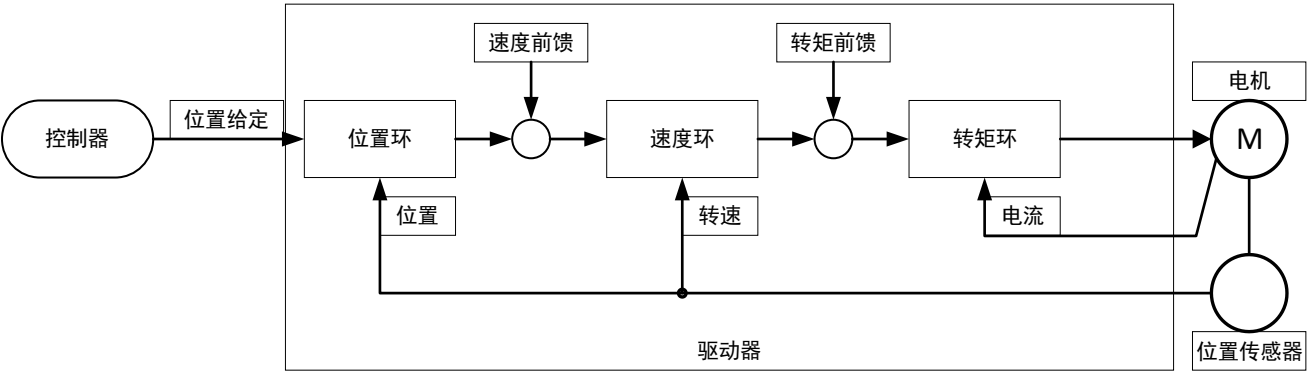 速度前馈
转矩前馈
电机
控制器
位置给定
位置环
速度环
转矩环
M
位置
转速
电流
驱动器
位置传感器